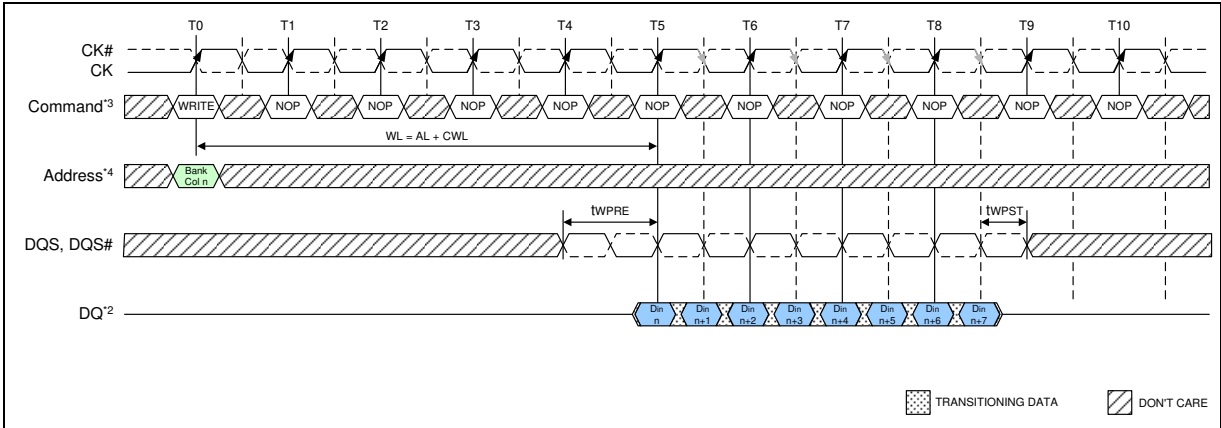 T0 T1 T2 T3 T4 T5 T6 T7 T8 T9 T10
CK#
CK
Command*3 WRITE NOP NOP NOP NOP NOP NOP NOP NOP NOP NOP
WL = AL + CWL
Address*4 Bank Col n
tWPRE tWPST
DQS, DQS#
DQ*2 Din n Din n+1 Din n+2 Din n+3 Din n+4 Din n+5 Din n+6 Din n+7
TRANSITIONING DATA DON'T CARE